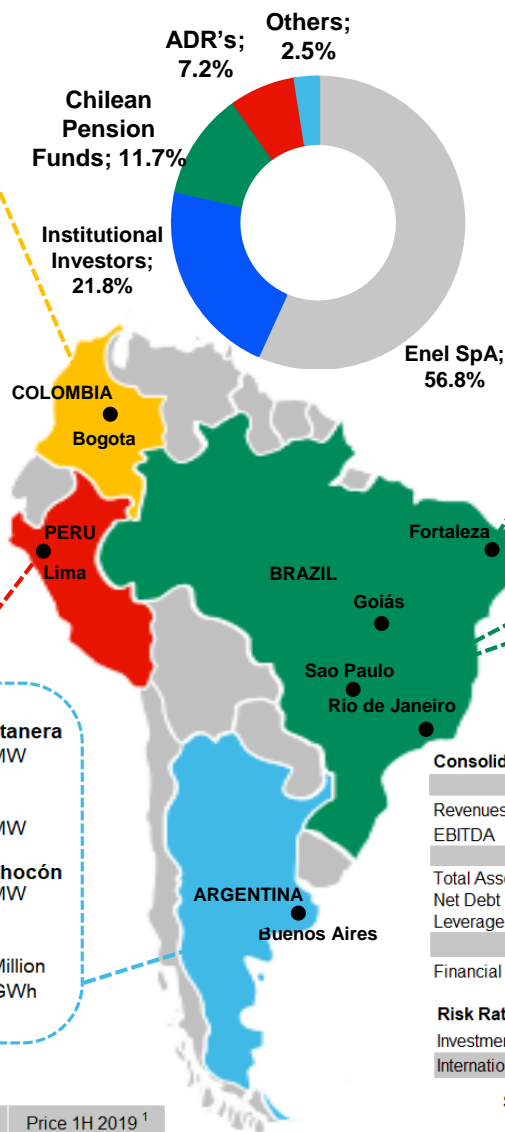 Others;
2.5%
ADR's;
7.2%
Chilean
Pension
Funds; 11.7%
Institutional
Investors;
21.8%
Enel SpA;
56.8%
COLOMBIA
Bogota
PERU
Lima
Fortaleza
BRAZIL
Goiás
Sao Paulo
Rio de Janeiro
ARGENTINA
Buenos Aires
tanera
MW
MW
hocón
MW
Million
GWh
Consolid
Revenues
EBITDA
Total Asse
Net Debt
Leverage
Financial
Risk Rat
Investmen
Internatio
Price 1H 2019 ¹